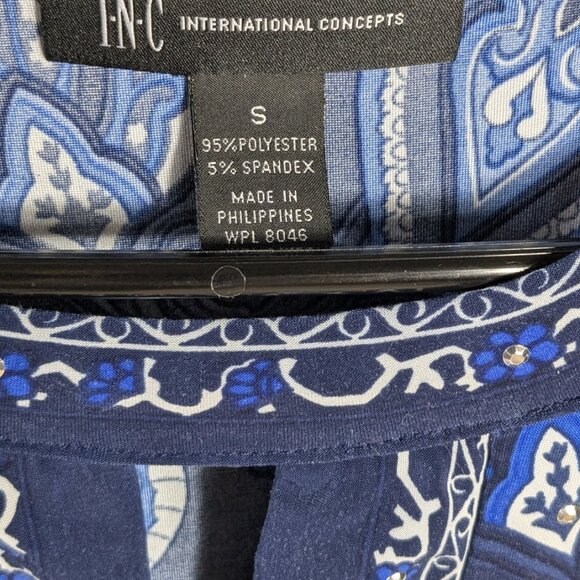 I·N·C INTERNATIONAL CONCEPTS
S
95% POLYESTER
5% SPANDEX
MADE IN
PHILIPPINES
WPL 8046